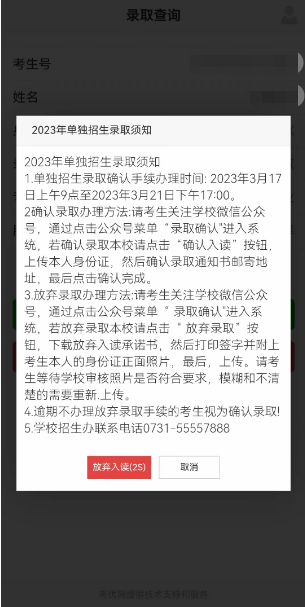 录取查询
考生号
姓名
2023年单独招生录取须知
2023年单独招生录取须知
1.单独招生录取确认手续办理时间: 2023年3月17
日上午9点至2023年3月21日下午17:00。
2确认录取办理方法:请考生关注学校微信公众
号，通过点击公众号菜单“录取确认"进入系
统，若确认录取本校请点击“确认入读”按钮，
上传本人身份证，然后确认录取通知书邮寄地
址，最后点击确认完成。
3.放弃录取办理方法:请考生关注学校微信公众
号，通过点击公众号菜单“ 录取确认"进入系
统，若放弃录取本校请点击“ 放弃录取”按
钮，下载放弃入读承诺书，然后打印签字并附上
考生本人的身份证正面照片，最后，上传。请考
生等待学校审核照片是否符合要求，模糊和不清
楚的需要重新.上传。
4.逾期不办理放弃录取手续的考生视为确认录取!
5.学校招生办联系电话0731-55557888
放弃入读(2S)
取消